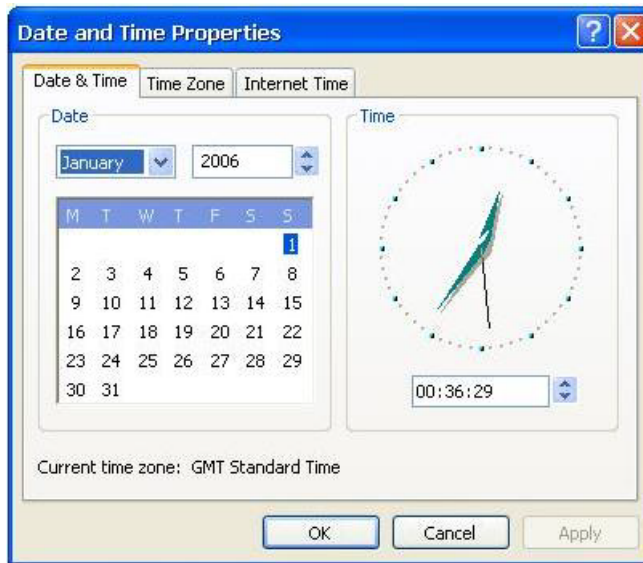 Date and Time Properties
Date & Time Time Zone Internet Time
Date
Time
January 2006
M T W T F S S
1
2 3 4 5 6 7 8
9 10 11 12 13 14 15
16 17 18 19 20 21 22
23 24 25 26 27 28 29
30 31
00:36:29
Current time zone: GMT Standard Time
OK Cancel Apply